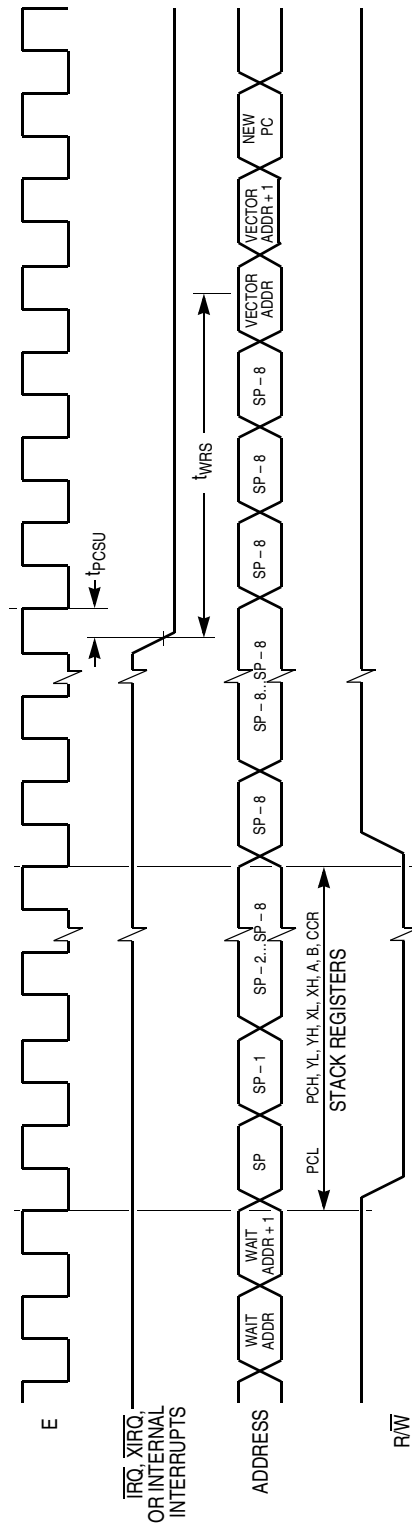 E
t_PCSU
IRQ, XIRQ,
OR INTERNAL
INTERRUPTS
t_WRS
ADDRESS
WAIT
ADDR
WAIT
ADDR + 1
SP
SP – 1
SP – 2...SP – 8
SP – 8
SP – 8...SP – 8
SP – 8
SP – 8
SP – 8
VECTOR
ADDR
VECTOR
ADDR + 1
NEW
PC
PCL PCH, YL, YH, XL, XH, A, B, CCR
STACK REGISTERS
R/W